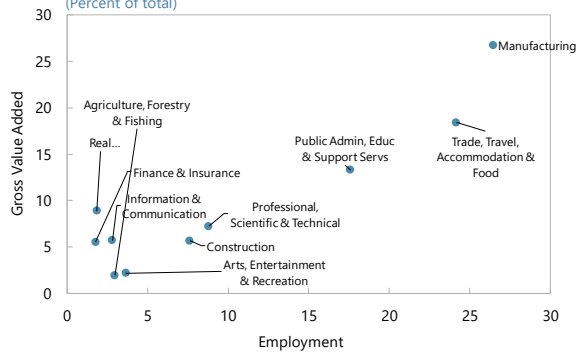 (Percent of total)
30
25
20
15
10
5
0
Gross Value Added
Manufacturing
Agriculture, Forestry
& Fishing
Real...
Finance & Insurance
Information &
Communication
Public Admin, Educ
& Support Servs
Trade, Travel,
Accommodation &
Food
Professional,
Scientific & Technical
Construction
Arts, Entertainment
& Recreation
0 5 10 15 20 25 30
Employment